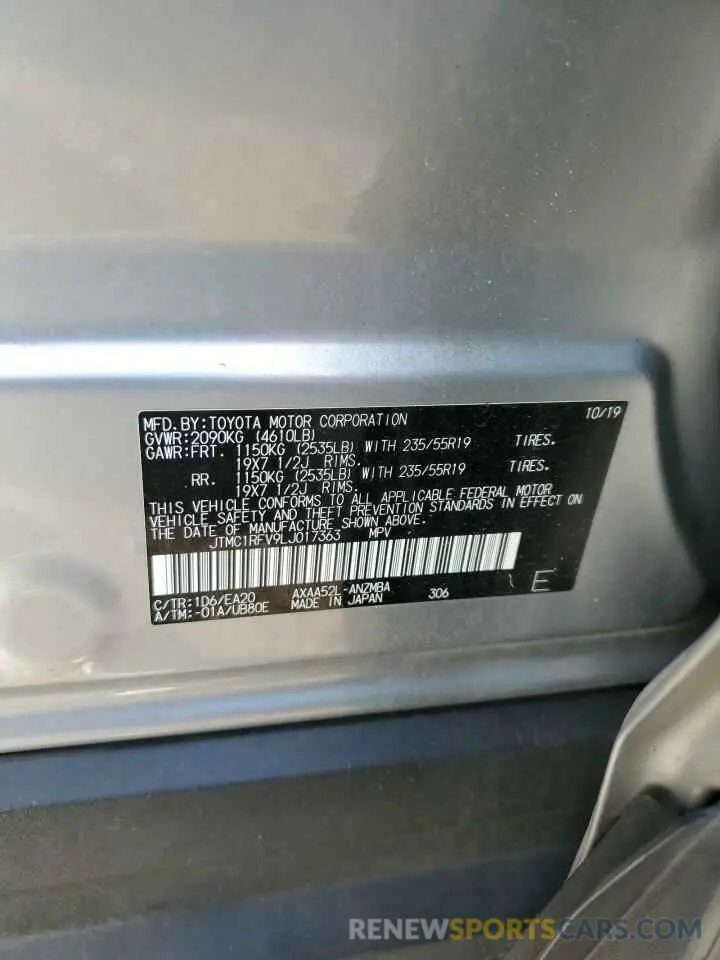 MFD.BY:TOYOTA MOTOR CORPORATION 10/19
GVWR:2090KG (4610LB)
GAWR:FRT. 1150KG (2535LB) WITH 235/55R19 TIRES.
19X7 1/2J RIMS.
RR. 1150KG (2535LB) WITH 235/55R19 TIRES.
19X7 1/2J RIMS.
THIS VEHICLE CONFORMS TO ALL APPLICABLE FEDERAL MOTOR
VEHICLE SAFETY AND THEFT PREVENTION STANDARDS IN EFFECT ON
THE DATE OF MANUFACTURE SHOWN ABOVE.
JTMC1RFV9LJ017363 MPV
E
C/TR:1D6/EA20 AXAA52L-ANZMBA 306
A/TM:-01A/UB80E MADE IN JAPAN
RENEWSPORTSCARS.COM